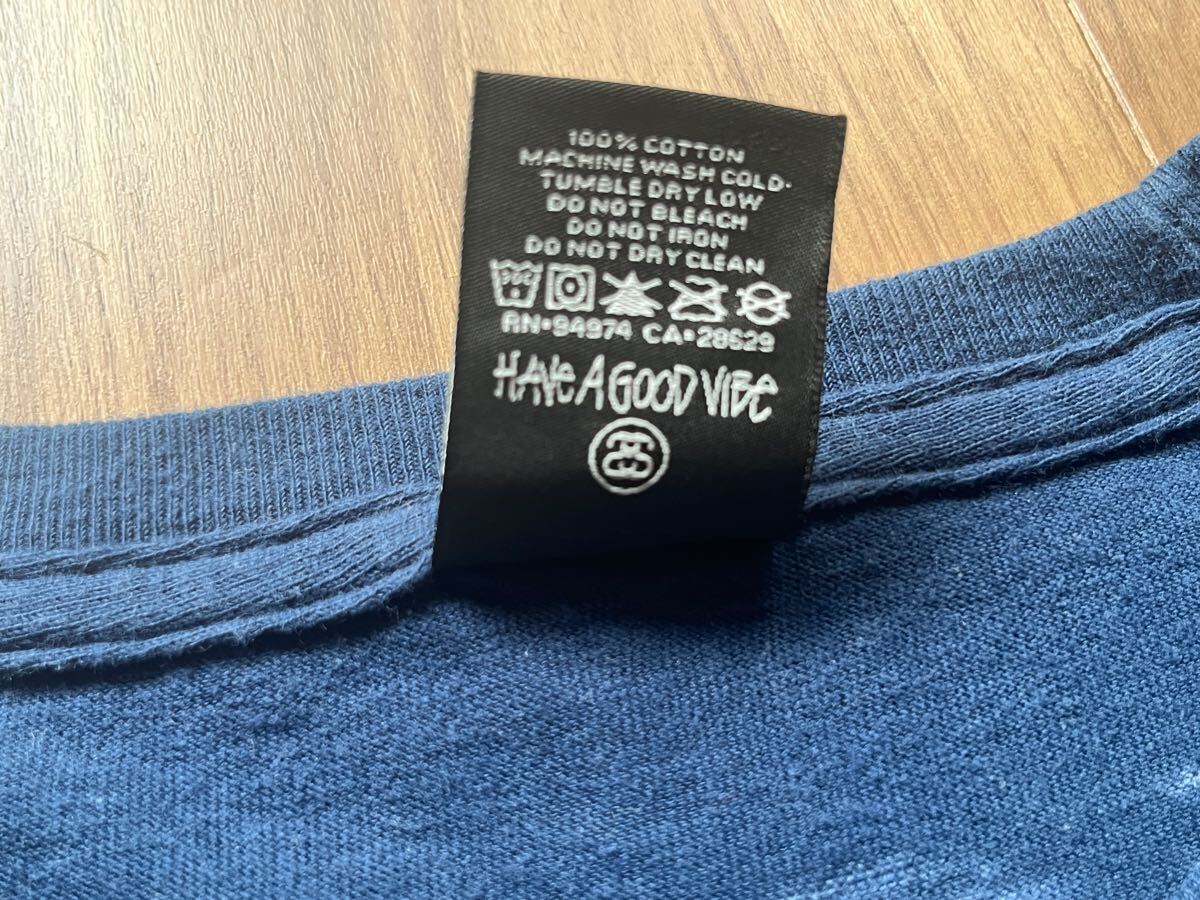 100% COTTON
MACHINE WASH COLD·
TUMBLE DRY LOW
DO NOT BLEACH
DO NOT IRON
DO NOT DRY CLEAN
RN•94974 CA•28629
HAVE A GOOD VIBE